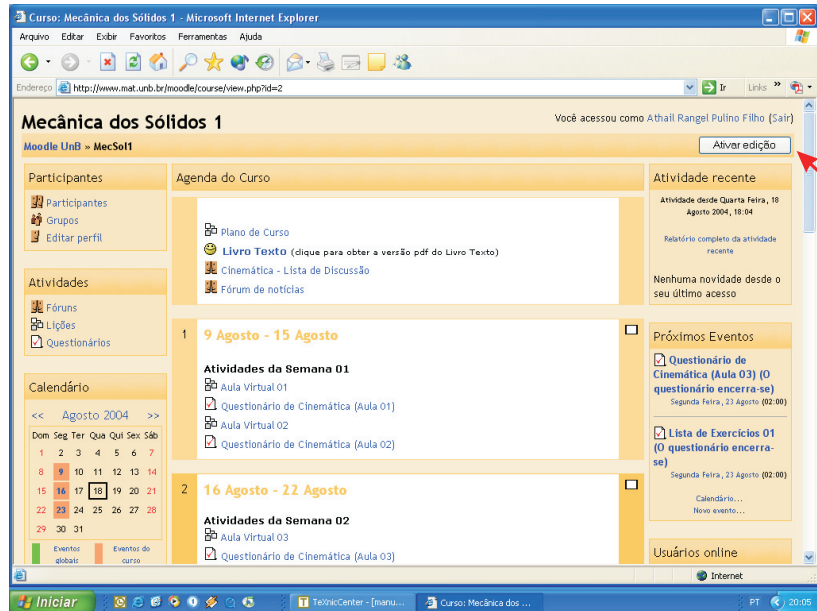 Curso: Mecânica dos Sólidos 1 - Microsoft Internet Explorer
Arquivo Editar Exibir Favoritos Ferramentas Ajuda
Endereço http://www.mat.unb.br/moodle/course/view.php?id=2 Ir Links »
Mecânica dos Sólidos 1
Você acessou como Athail Rangel Pulino Filho (Sair)
Moodle UnB » MecSol1
Ativar edição
Participantes
Participantes
Grupos
Editar perfil
Atividades
Fóruns
Lições
Questionários
Calendário
<< Agosto 2004 >>
Dom Seg Ter Qua Qui Sex Sáb
1 2 3 4 5 6 7
8 9 10 11 12 13 14
15 16 17 18 19 20 21
22 23 24 25 26 27 28
29 30 31
Eventos globais
Eventos do curso
Agenda do Curso
Plano de Curso
Livro Texto (clique para obter a versão pdf do Livro Texto)
Cinemática - Lista de Discussão
Fórum de notícias
1
9 Agosto - 15 Agosto
Atividades da Semana 01
Aula Virtual 01
Questionário de Cinemática (Aula 01)
Aula Virtual 02
Questionário de Cinemática (Aula 02)
2
16 Agosto - 22 Agosto
Atividades da Semana 02
Aula Virtual 03
Questionário de Cinemática (Aula 03)
Atividade recente
Atividade desde Quarta Feira, 18
Agosto 2004, 18:04
Relatório completo da atividade
recente
Nenhuma novidade desde o
seu último acesso
Próximos Eventos
Questionário de
Cinemática (Aula 03) (O
questionário encerra-se)
Segunda Feira, 23 Agosto (02:00)
Lista de Exercícios 01
(O questionário encerra-
se)
Segunda Feira, 23 Agosto (02:00)
Calendário...
Novo evento...
Usuários online
Internet
Iniciar
TeXnicCenter - [manu...
Curso: Mecânica dos ...
PT
20:05